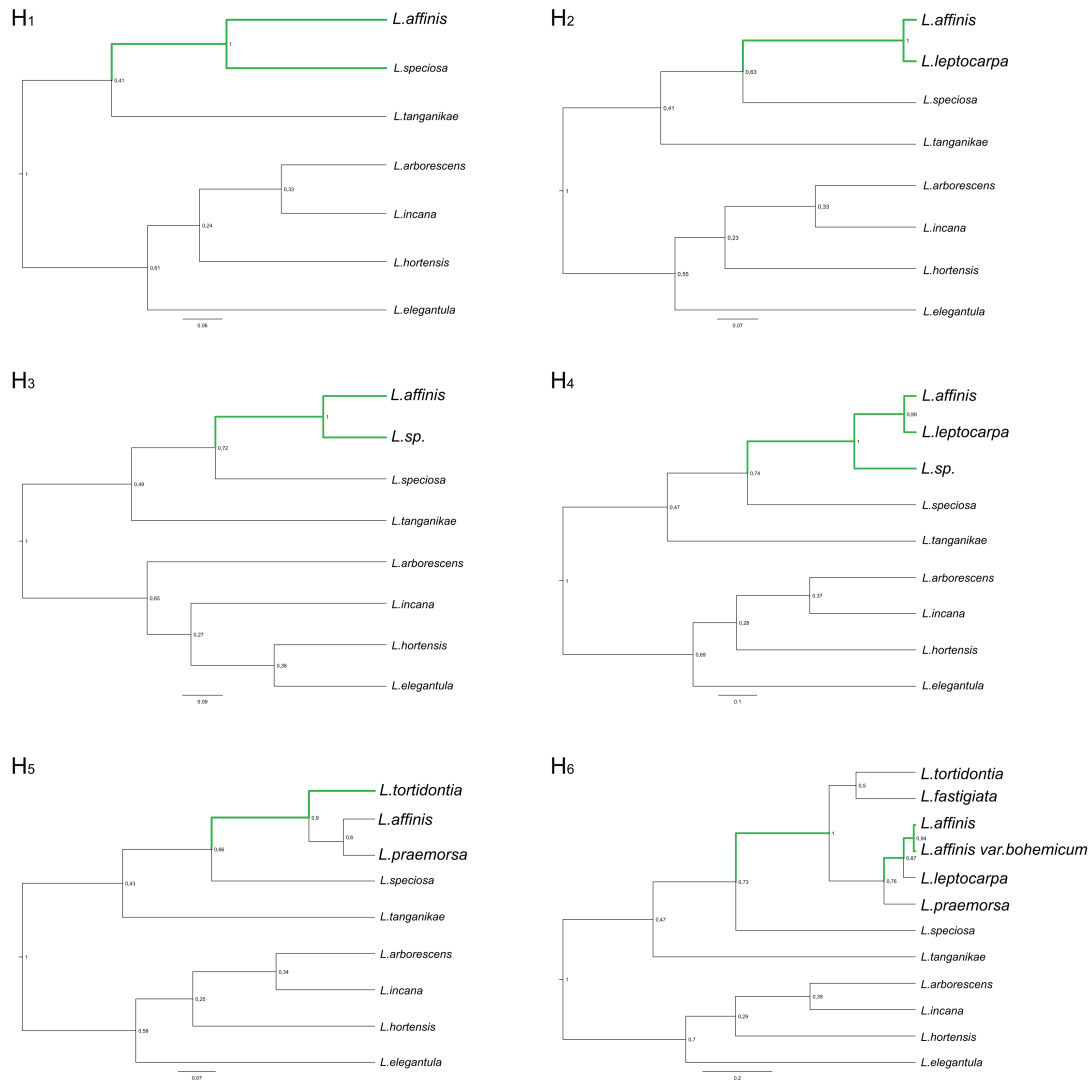 H1
L.affinis
1
L.speciosa
0,41
L.tanganikae
L.arborescens
0,33
1
L.incana
0,24
L.hortensis
0,61
L.elegantula
0.06
H2
L.affinis
1
L.leptocarpa
0,63
L.speciosa
0,41
L.tanganikae
L.arborescens
1
0,33
L.incana
0,23
L.hortensis
0,55
L.elegantula
0.07
H3
L.affinis
1
L.sp.
0,72
L.speciosa
0,49
L.tanganikae
1
L.arborescens
0,65
L.incana
0,27
L.hortensis
0,36
L.elegantula
0.09
H4
L.affinis
0,99
L.leptocarpa
1
L.sp.
0,74
L.speciosa
0,47
L.tanganikae
L.arborescens
1
0,37
L.incana
0,28
L.hortensis
0,69
L.elegantula
0.1
H5
L.tortidontia
0,9
L.affinis
0,6
L.praemorsa
0,66
L.speciosa
0,43
L.tanganikae
L.arborescens
1
0,34
L.incana
0,25
L.hortensis
0,58
L.elegantula
0.07
H6
L.tortidontia
0,5
L.fastigiata
L.affinis
1
0,94
L.affinis var.bohemicum
0,87
L.leptocarpa
0,73
0,76
L.praemorsa
0,47
L.speciosa
L.tanganikae
1
L.arborescens
0,39
L.incana
0,29
L.hortensis
0,7
L.elegantula
0.2